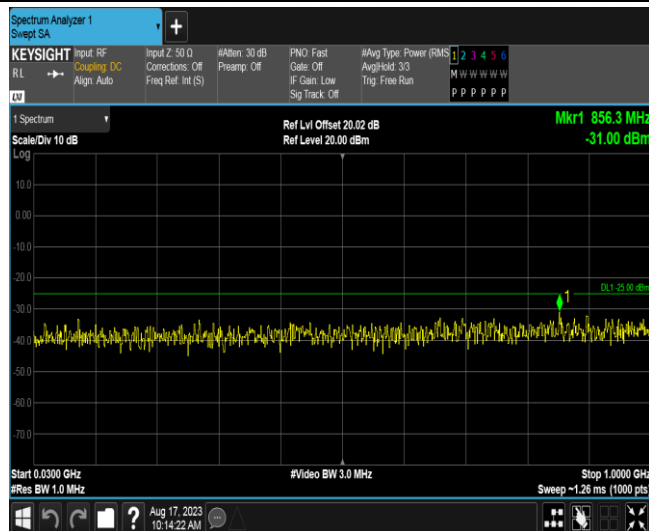 Spectrum Analyzer 1
Swept SA
KEYSIGHT
RL
LXI
Input: RF
Coupling: DC
Align: Auto
Input Z: 50 Ω
Corrections: Off
Freq Ref: Int (S)
#Atten: 30 dB
Preamp: Off
PNO: Fast
Gate: Off
IF Gain: Low
Sig Track: Off
#Avg Type: Power (RMS
Avg|Hold: 3/3
Trig: Free Run
1 2 3 4 5 6
M W W W W W
P P P P P P
1 Spectrum
Scale/Div 10 dB
Ref Lvl Offset 20.02 dB
Ref Level 20.00 dBm
Mkr1 856.3 MHz
-31.00 dBm
Log
10.0
0.00
-10.0
-20.0
DL1 -25.00 dBm
1
-30.0
-40.0
-50.0
-60.0
-70.0
Start 0.0300 GHz
#Video BW 3.0 MHz
Stop 1.0000 GHz
#Res BW 1.0 MHz
Sweep ~1.26 ms (1000 pts)
?
Aug 17, 2023
10:14:22 AM